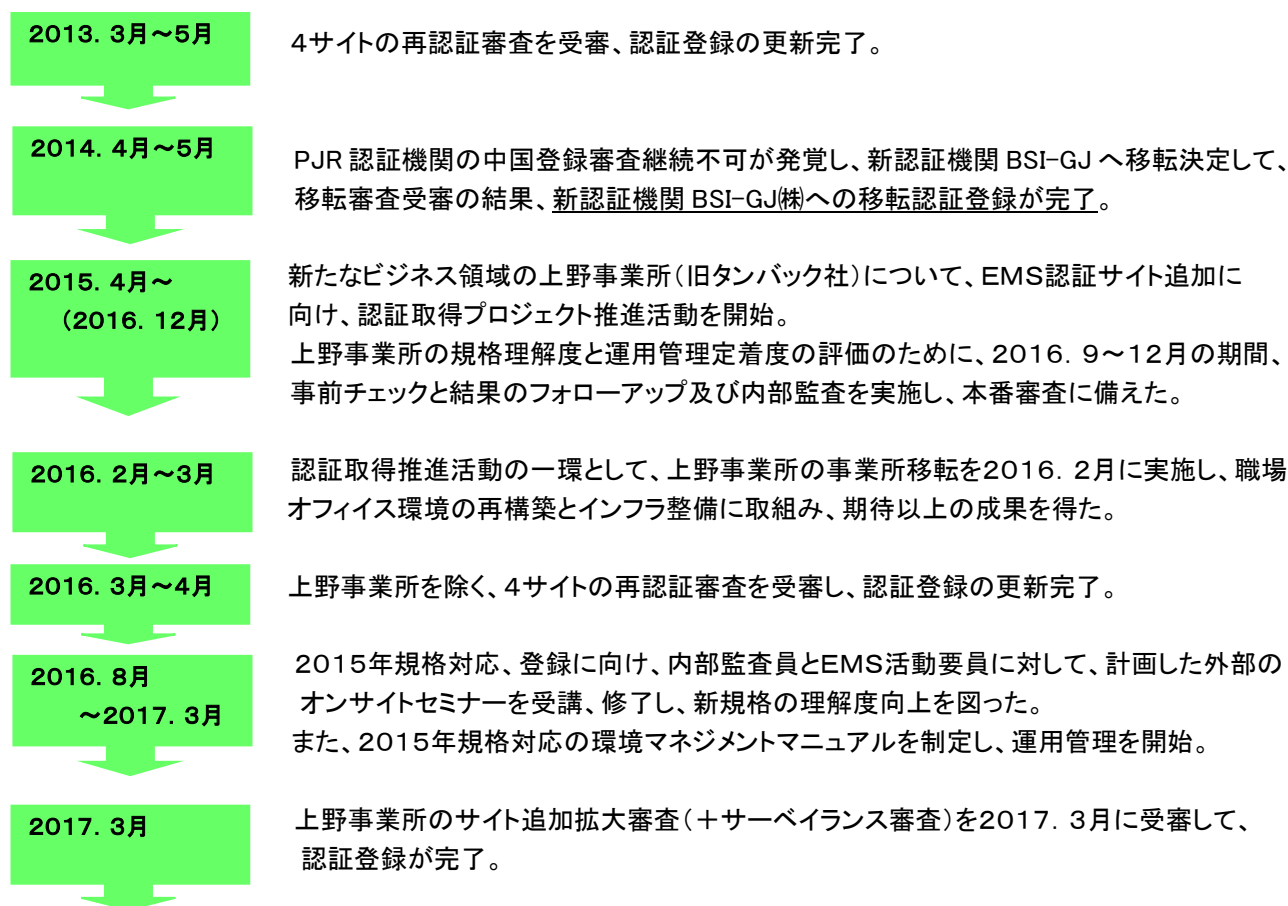 2013. 3月～5月
4サイトの再認証審査を受審、認証登録の更新完了。
2014. 4月～5月
PJR 認証機関の中国登録審査継続不可が発覚し、新認証機関 BSI-GJ へ移転決定して、
移転審査受審の結果、新認証機関 BSI-GJ㈱への移転認証登録が完了。
2015. 4月～
(2016. 12月)
新たなビジネス領域の上野事業所(旧タンバック社)について、EMS認証サイト追加に
向け、認証取得プロジェクト推進活動を開始。
上野事業所の規格理解度と運用管理定着度の評価のために、2016. 9～12月の期間、
事前チェックと結果のフォローアップ及び内部監査を実施し、本番審査に備えた。
2016. 2月～3月
認証取得推進活動の一環として、上野事業所の事業所移転を2016. 2月に実施し、職場
オフィイス環境の再構築とインフラ整備に取組み、期待以上の成果を得た。
2016. 3月～4月
上野事業所を除く、4サイトの再認証審査を受審し、認証登録の更新完了。
2016. 8月
～2017. 3月
2015年規格対応、登録に向け、内部監査員とEMS活動要員に対して、計画した外部の
オンサイトセミナーを受講、修了し、新規格の理解度向上を図った。
また、2015年規格対応の環境マネジメントマニュアルを制定し、運用管理を開始。
2017. 3月
上野事業所のサイト追加拡大審査(＋サーベイランス審査)を2017. 3月に受審して、
認証登録が完了。